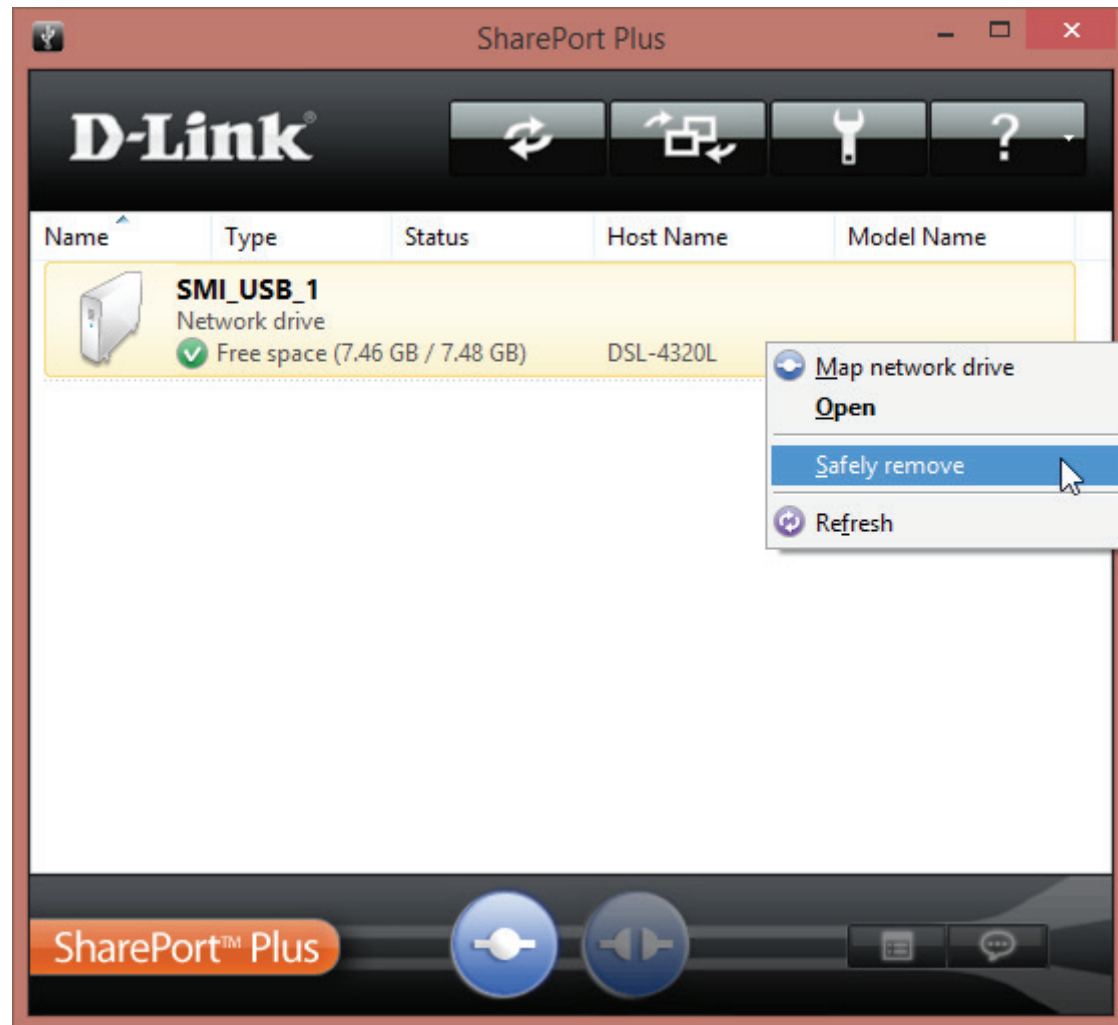 SharePort Plus
D-Link®
?
Name Type Status Host Name Model Name
SMI_USB_1
Network drive
Free space (7.46 GB / 7.48 GB) DSL-4320L
Map network drive
Open
Safely remove
Refresh
SharePort™ Plus